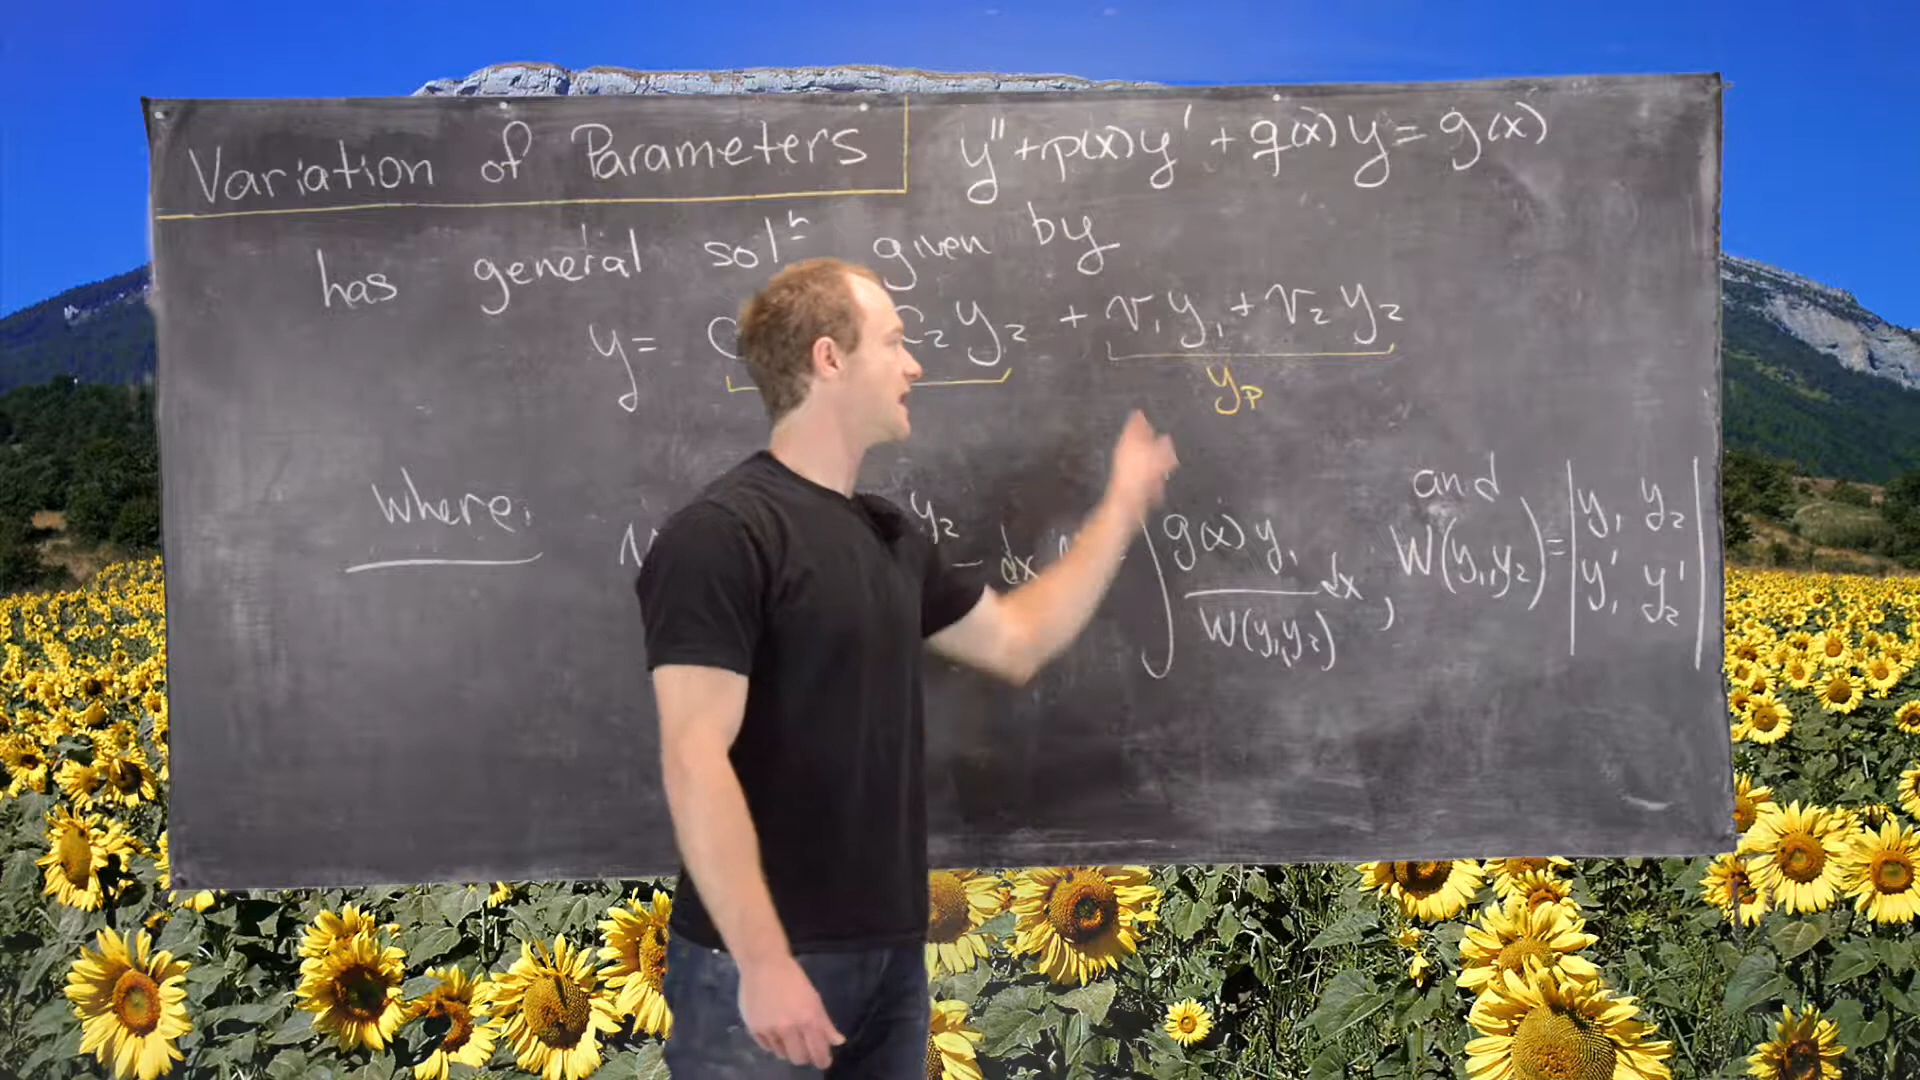 Variation of Parameters
y'' + p(x)y' + q(x)y = g(x)
has general solⁿ given by
y = C₂y₂ + v₁y₁ + v₂y₂
yₚ
where:
y₂ dx
∫ g(x)y₁ / W(y₁,y₂) dx,
and
W(y₁,y₂) = | y₁ y₂ |
| y₁' y₂' |